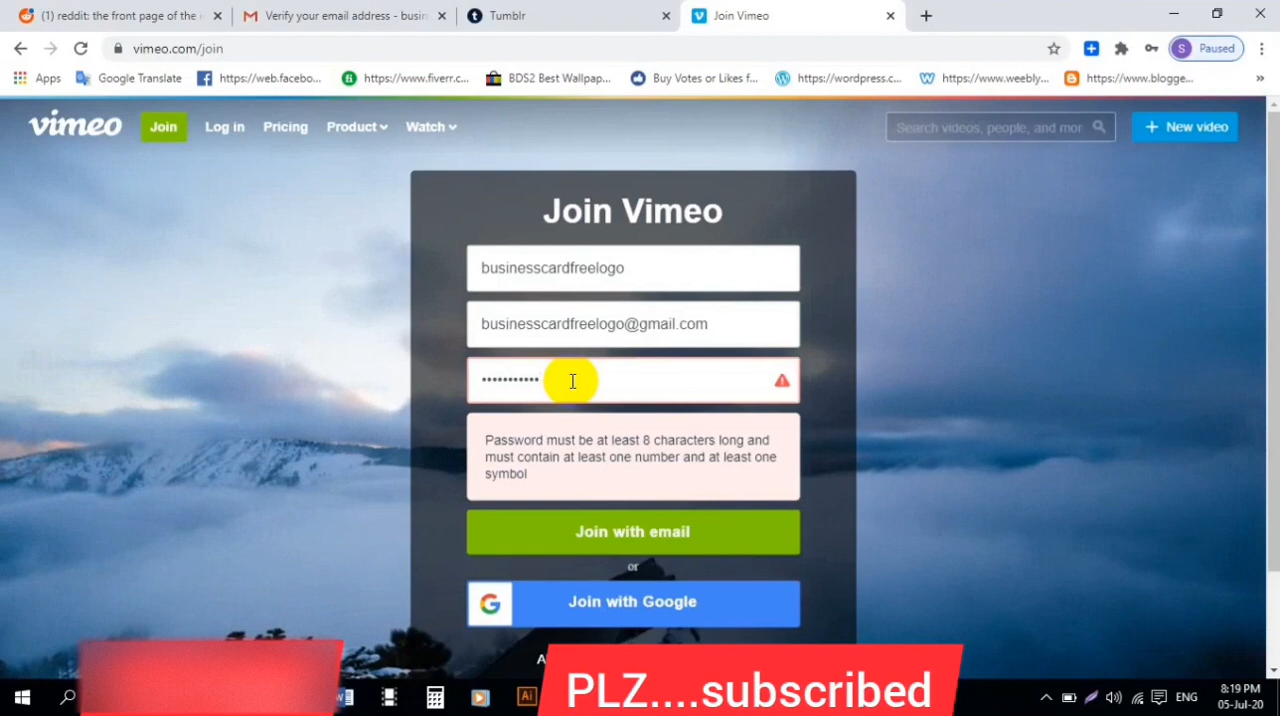 (1) reddit: the front page of the i
Verify your email address - busin
Tumblr
Join Vimeo
vimeo.com/join
S Paused
Apps
Google Translate
https://web.facebo...
https://www.fiverr.c...
BDS2 Best Wallpap...
Buy Votes or Likes f...
https://wordpress.c...
https://www.weebly...
https://www.blogge...
»
vimeo
Join
Log in
Pricing
Product
Watch
Search videos, people, and mor
+ New video
Join Vimeo
businesscardfreelogo
businesscardfreelogo@gmail.com
•••••••••••
Password must be at least 8 characters long and
must contain at least one number and at least one
symbol
Join with email
or
Join with Google
PLZ....subscribed
Ai
ENG
8:19 PM
05-Jul-20